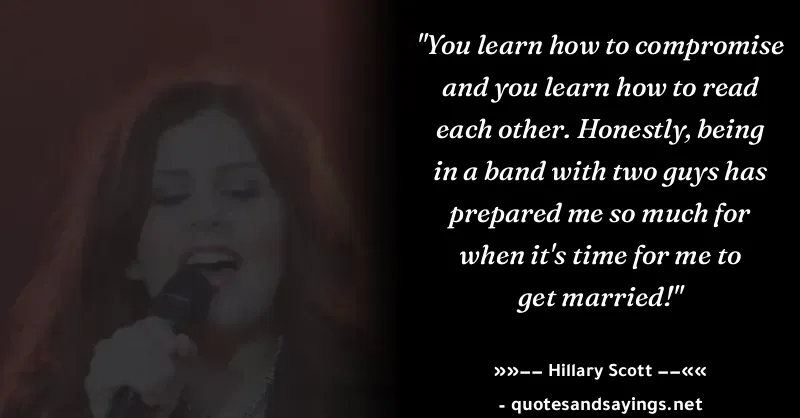 "You learn how to compromise
and you learn how to read
each other. Honestly, being
in a band with two guys has
prepared me so much for
when it's time for me to
get married!"
»»−− Hillary Scott −−««
- quotesandsayings.net